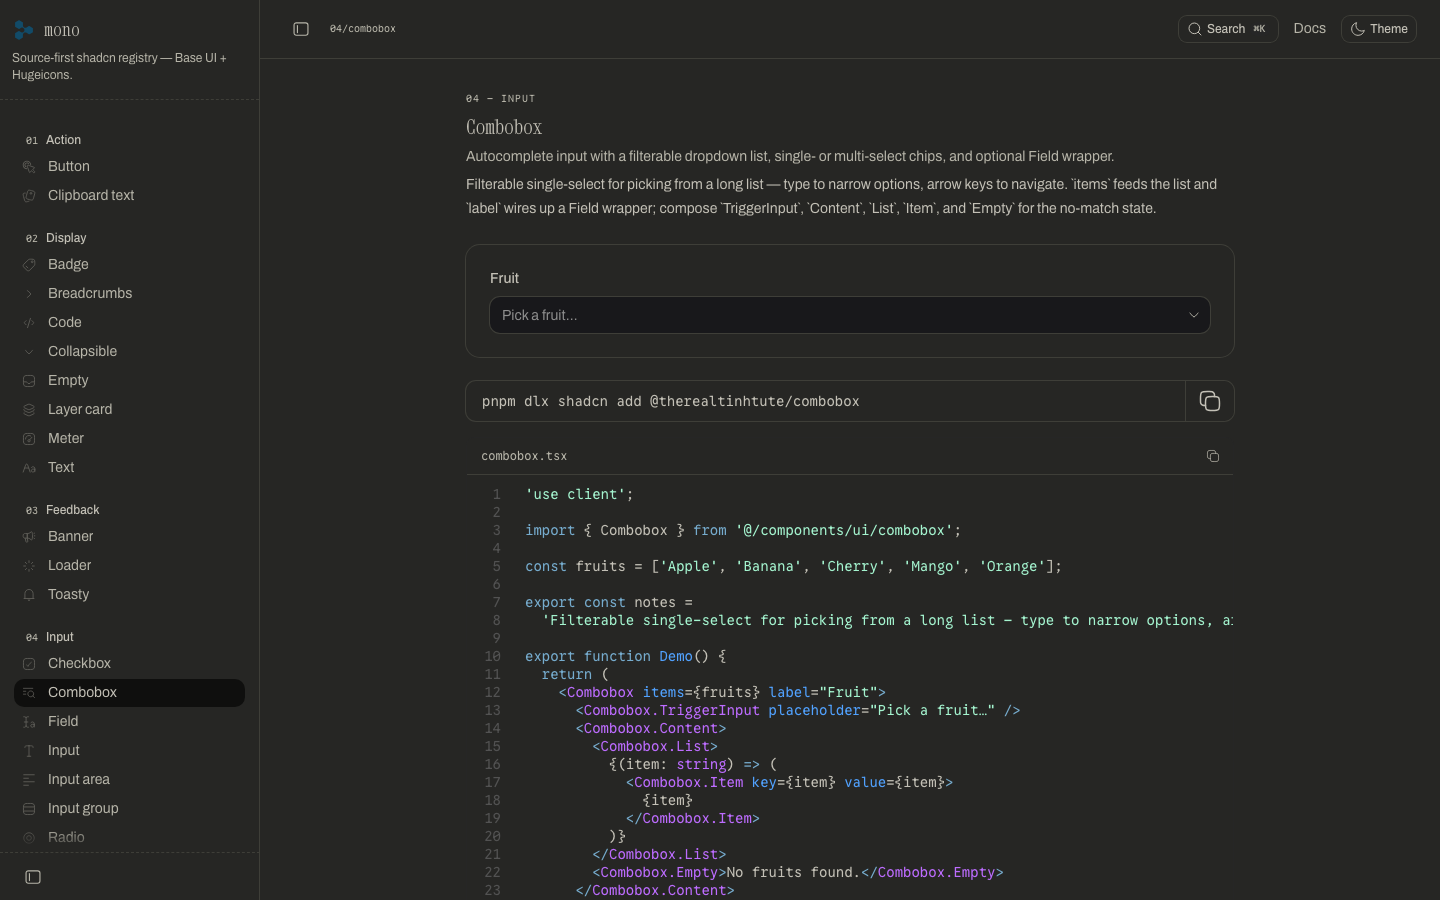 mono
Source-first shadcn registry — Base UI +
Hugeicons.
01 Action
Button
Clipboard text
02 Display
Badge
Breadcrumbs
Code
Collapsible
Empty
Layer card
Meter
Text
03 Feedback
Banner
Loader
Toasty
04 Input
Checkbox
Combobox
Field
Input
Input area
Input group
Radio
04/combobox
Search ⌘K
Docs
Theme
04 — INPUT
Combobox
Autocomplete input with a filterable dropdown list, single- or multi-select chips, and optional Field wrapper.
Filterable single-select for picking from a long list — type to narrow options, arrow keys to navigate. `items` feeds the list and
`label` wires up a Field wrapper; compose `TriggerInput`, `Content`, `List`, `Item`, and `Empty` for the no-match state.
Fruit
Pick a fruit…
pnpm dlx shadcn add @therealtinhtute/combobox
combobox.tsx
1 'use client';
2
3 import { Combobox } from '@/components/ui/combobox';
4
5 const fruits = ['Apple', 'Banana', 'Cherry', 'Mango', 'Orange'];
6
7 export const notes =
8 'Filterable single-select for picking from a long list — type to narrow options,
9
10 export function Demo() {
11 return (
12 <Combobox items={fruits} label="Fruit">
13 <Combobox.TriggerInput placeholder="Pick a fruit…" />
14 <Combobox.Content>
15 <Combobox.List>
16 {(item: string) => (
17 <Combobox.Item key={item} value={item}>
18 {item}
19 </Combobox.Item>
20 )}
21 </Combobox.List>
22 <Combobox.Empty>No fruits found.</Combobox.Empty>
23 </Combobox.Content>